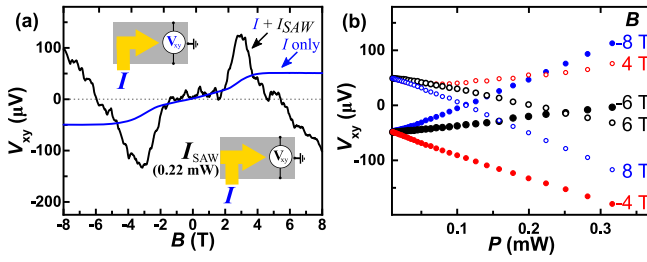 (a)
I + I_SAW
I only
V_xy
I
V_xy (µV)
100
0
-100
-200
I_SAW
(0.22 mW)
V_xy
I
-8 -6 -4 -2 0 2 4 6 8
B (T)
(b)
B
V_xy (µV)
100
0
-100
-8 T
4 T
-6 T
6 T
8 T
-4 T
0.1 0.2 0.3
P (mW)